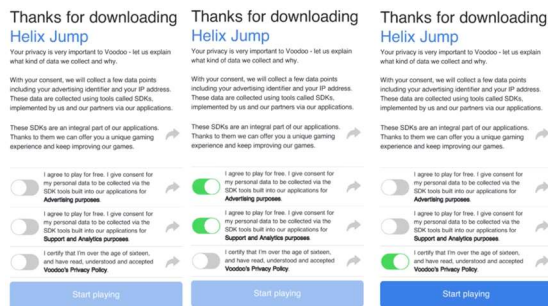 Thanks for downloading
Helix Jump
Your privacy is very important to Voodoo - let us explain
what kind of data we collect and why.
With your consent, we will collect a few data points
including your advertising identifier and your IP address.
These data are collected using tools called SDKs,
implemented by us and our partners via our applications.
These SDKs are an integral part of our applications.
Thanks to them we can offer you a unique gaming
experience and keep improving our games.
I agree to play for free. I give consent for
my personal data to be collected via the
SDK tools built into our applications for
Advertising purposes.
I agree to play for free. I give consent for
my personal data to be collected via the
SDK tools built into our applications for
Support and Analytics purposes.
I certify that I'm over the age of sixteen,
and have read, understood and accepted
Voodoo's Privacy Policy.
Start playing
Thanks for downloading
Helix Jump
Your privacy is very important to Voodoo - let us explain
what kind of data we collect and why.
With your consent, we will collect a few data points
including your advertising identifier and your IP address.
These data are collected using tools called SDKs,
implemented by us and our partners via our applications.
These SDKs are an integral part of our applications.
Thanks to them we can offer you a unique gaming
experience and keep improving our games.
I agree to play for free. I give consent for
my personal data to be collected via the
SDK tools built into our applications for
Advertising purposes.
I agree to play for free. I give consent for
my personal data to be collected via the
SDK tools built into our applications for
Support and Analytics purposes.
I certify that I'm over the age of sixteen,
and have read, understood and accepted
Voodoo's Privacy Policy.
Start playing
Thanks for downloading
Helix Jump
Your privacy is very important to Voodoo - let us explain
what kind of data we collect and why.
With your consent, we will collect a few data points
including your advertising identifier and your IP address.
These data are collected using tools called SDKs,
implemented by us and our partners via our applications.
These SDKs are an integral part of our applications.
Thanks to them we can offer you a unique gaming
experience and keep improving our games.
I agree to play for free. I give consent for
my personal data to be collected via the
SDK tools built into our applications for
Advertising purposes.
I agree to play for free. I give consent for
my personal data to be collected via the
SDK tools built into our applications for
Support and Analytics purposes.
I certify that I'm over the age of sixteen,
and have read, understood and accepted
Voodoo's Privacy Policy.
Start playing